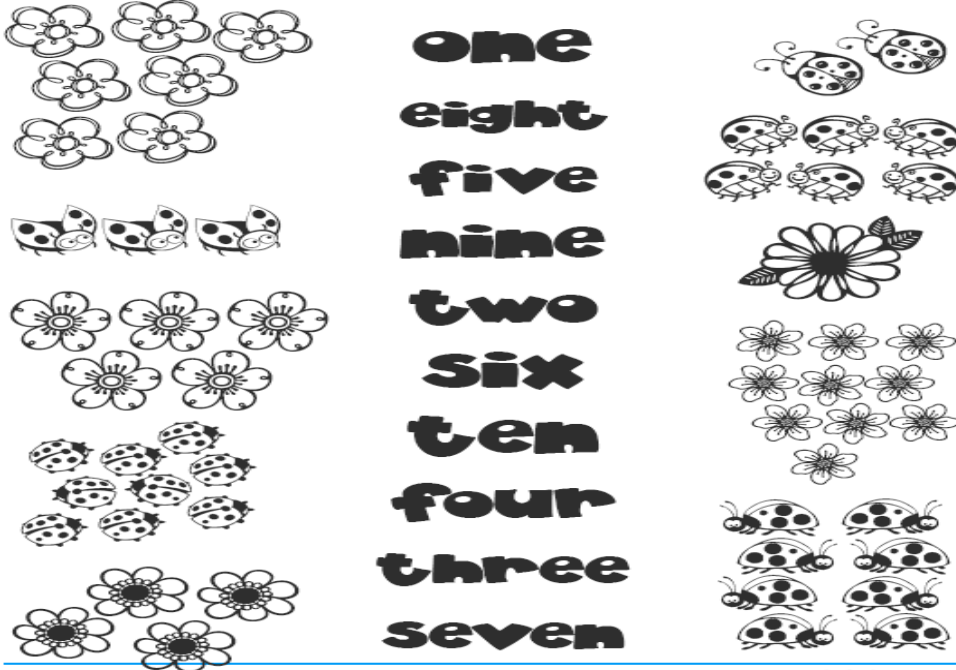 one
eight
five
nine
two
six
ten
four
three
seven